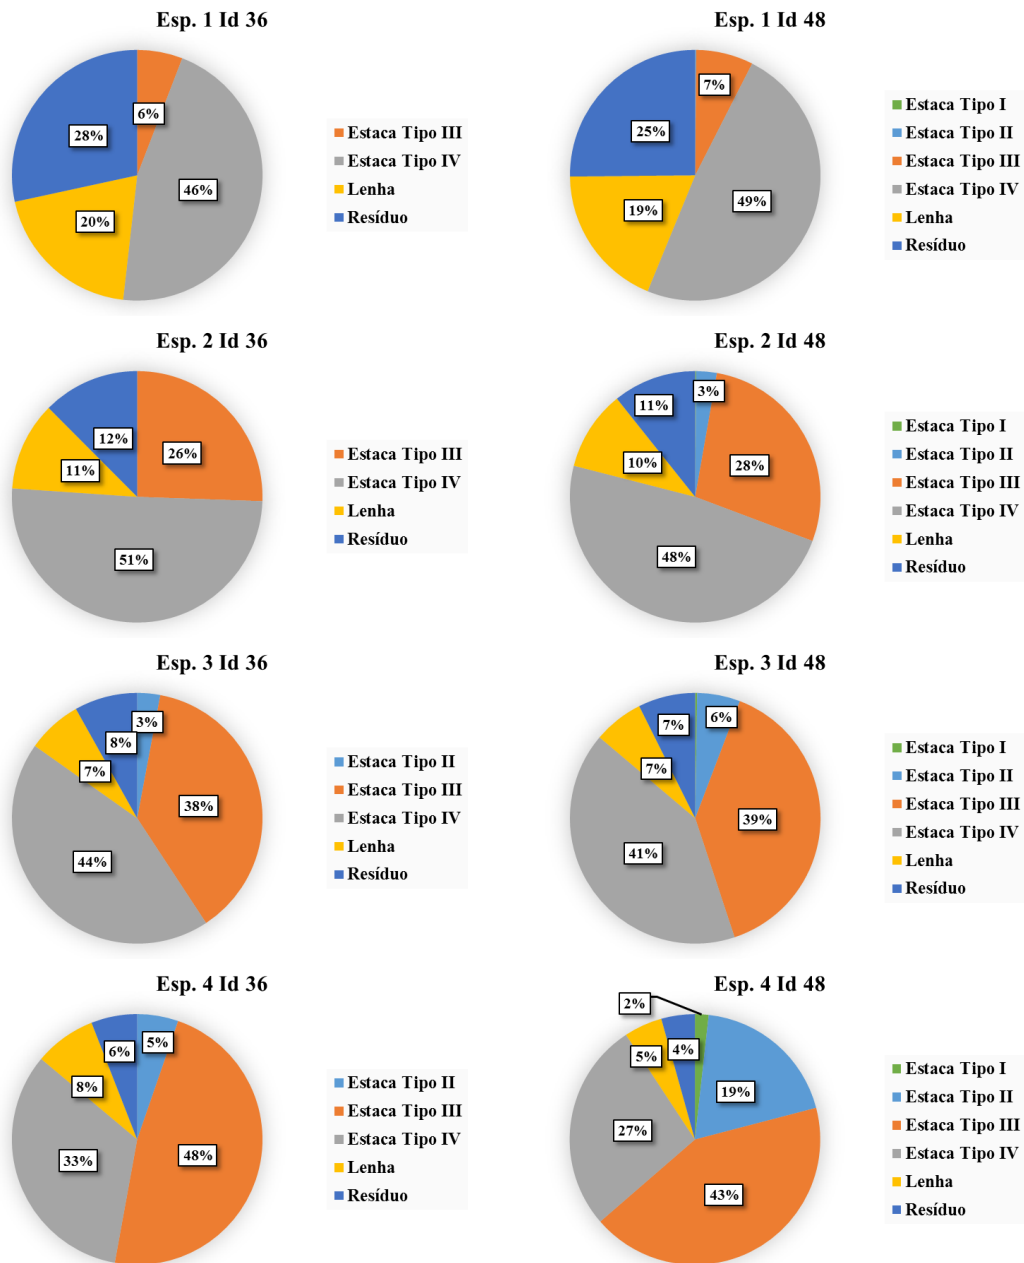 Esp. 1 Id 36
6%
46%
20%
28%
Estaca Tipo III
Estaca Tipo IV
Lenha
Resíduo
Esp. 1 Id 48
7%
49%
19%
25%
Estaca Tipo I
Estaca Tipo II
Estaca Tipo III
Estaca Tipo IV
Lenha
Resíduo
Esp. 2 Id 36
26%
51%
11%
12%
Estaca Tipo III
Estaca Tipo IV
Lenha
Resíduo
Esp. 2 Id 48
3%
28%
48%
10%
11%
Estaca Tipo I
Estaca Tipo II
Estaca Tipo III
Estaca Tipo IV
Lenha
Resíduo
Esp. 3 Id 36
3%
38%
44%
7%
8%
Estaca Tipo II
Estaca Tipo III
Estaca Tipo IV
Lenha
Resíduo
Esp. 3 Id 48
6%
39%
41%
7%
7%
Estaca Tipo I
Estaca Tipo II
Estaca Tipo III
Estaca Tipo IV
Lenha
Resíduo
Esp. 4 Id 36
5%
48%
33%
8%
6%
Estaca Tipo II
Estaca Tipo III
Estaca Tipo IV
Lenha
Resíduo
Esp. 4 Id 48
2%
19%
43%
27%
5%
4%
Estaca Tipo I
Estaca Tipo II
Estaca Tipo III
Estaca Tipo IV
Lenha
Resíduo